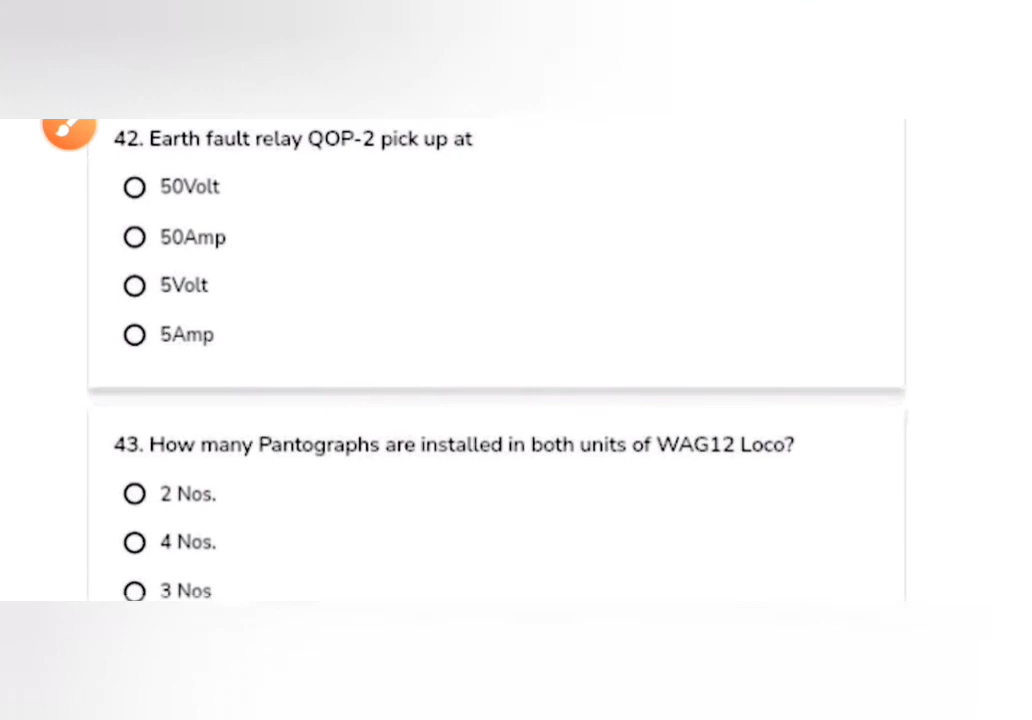 42. Earth fault relay QOP-2 pick up at
50Volt
50Amp
5Volt
5Amp
43. How many Pantographs are installed in both units of WAG12 Loco?
2 Nos.
4 Nos.
3 Nos